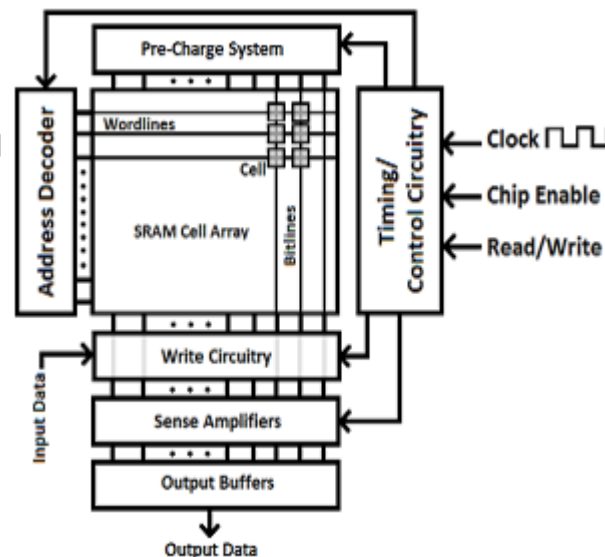 Pre-Charge System
Address Decoder
Wordlines
Cell
SRAM Cell Array
Bitlines
Timing/
Control Circuitry
Clock
Chip Enable
Read/Write
Write Circuitry
Input Data
Sense Amplifiers
Output Buffers
Output Data